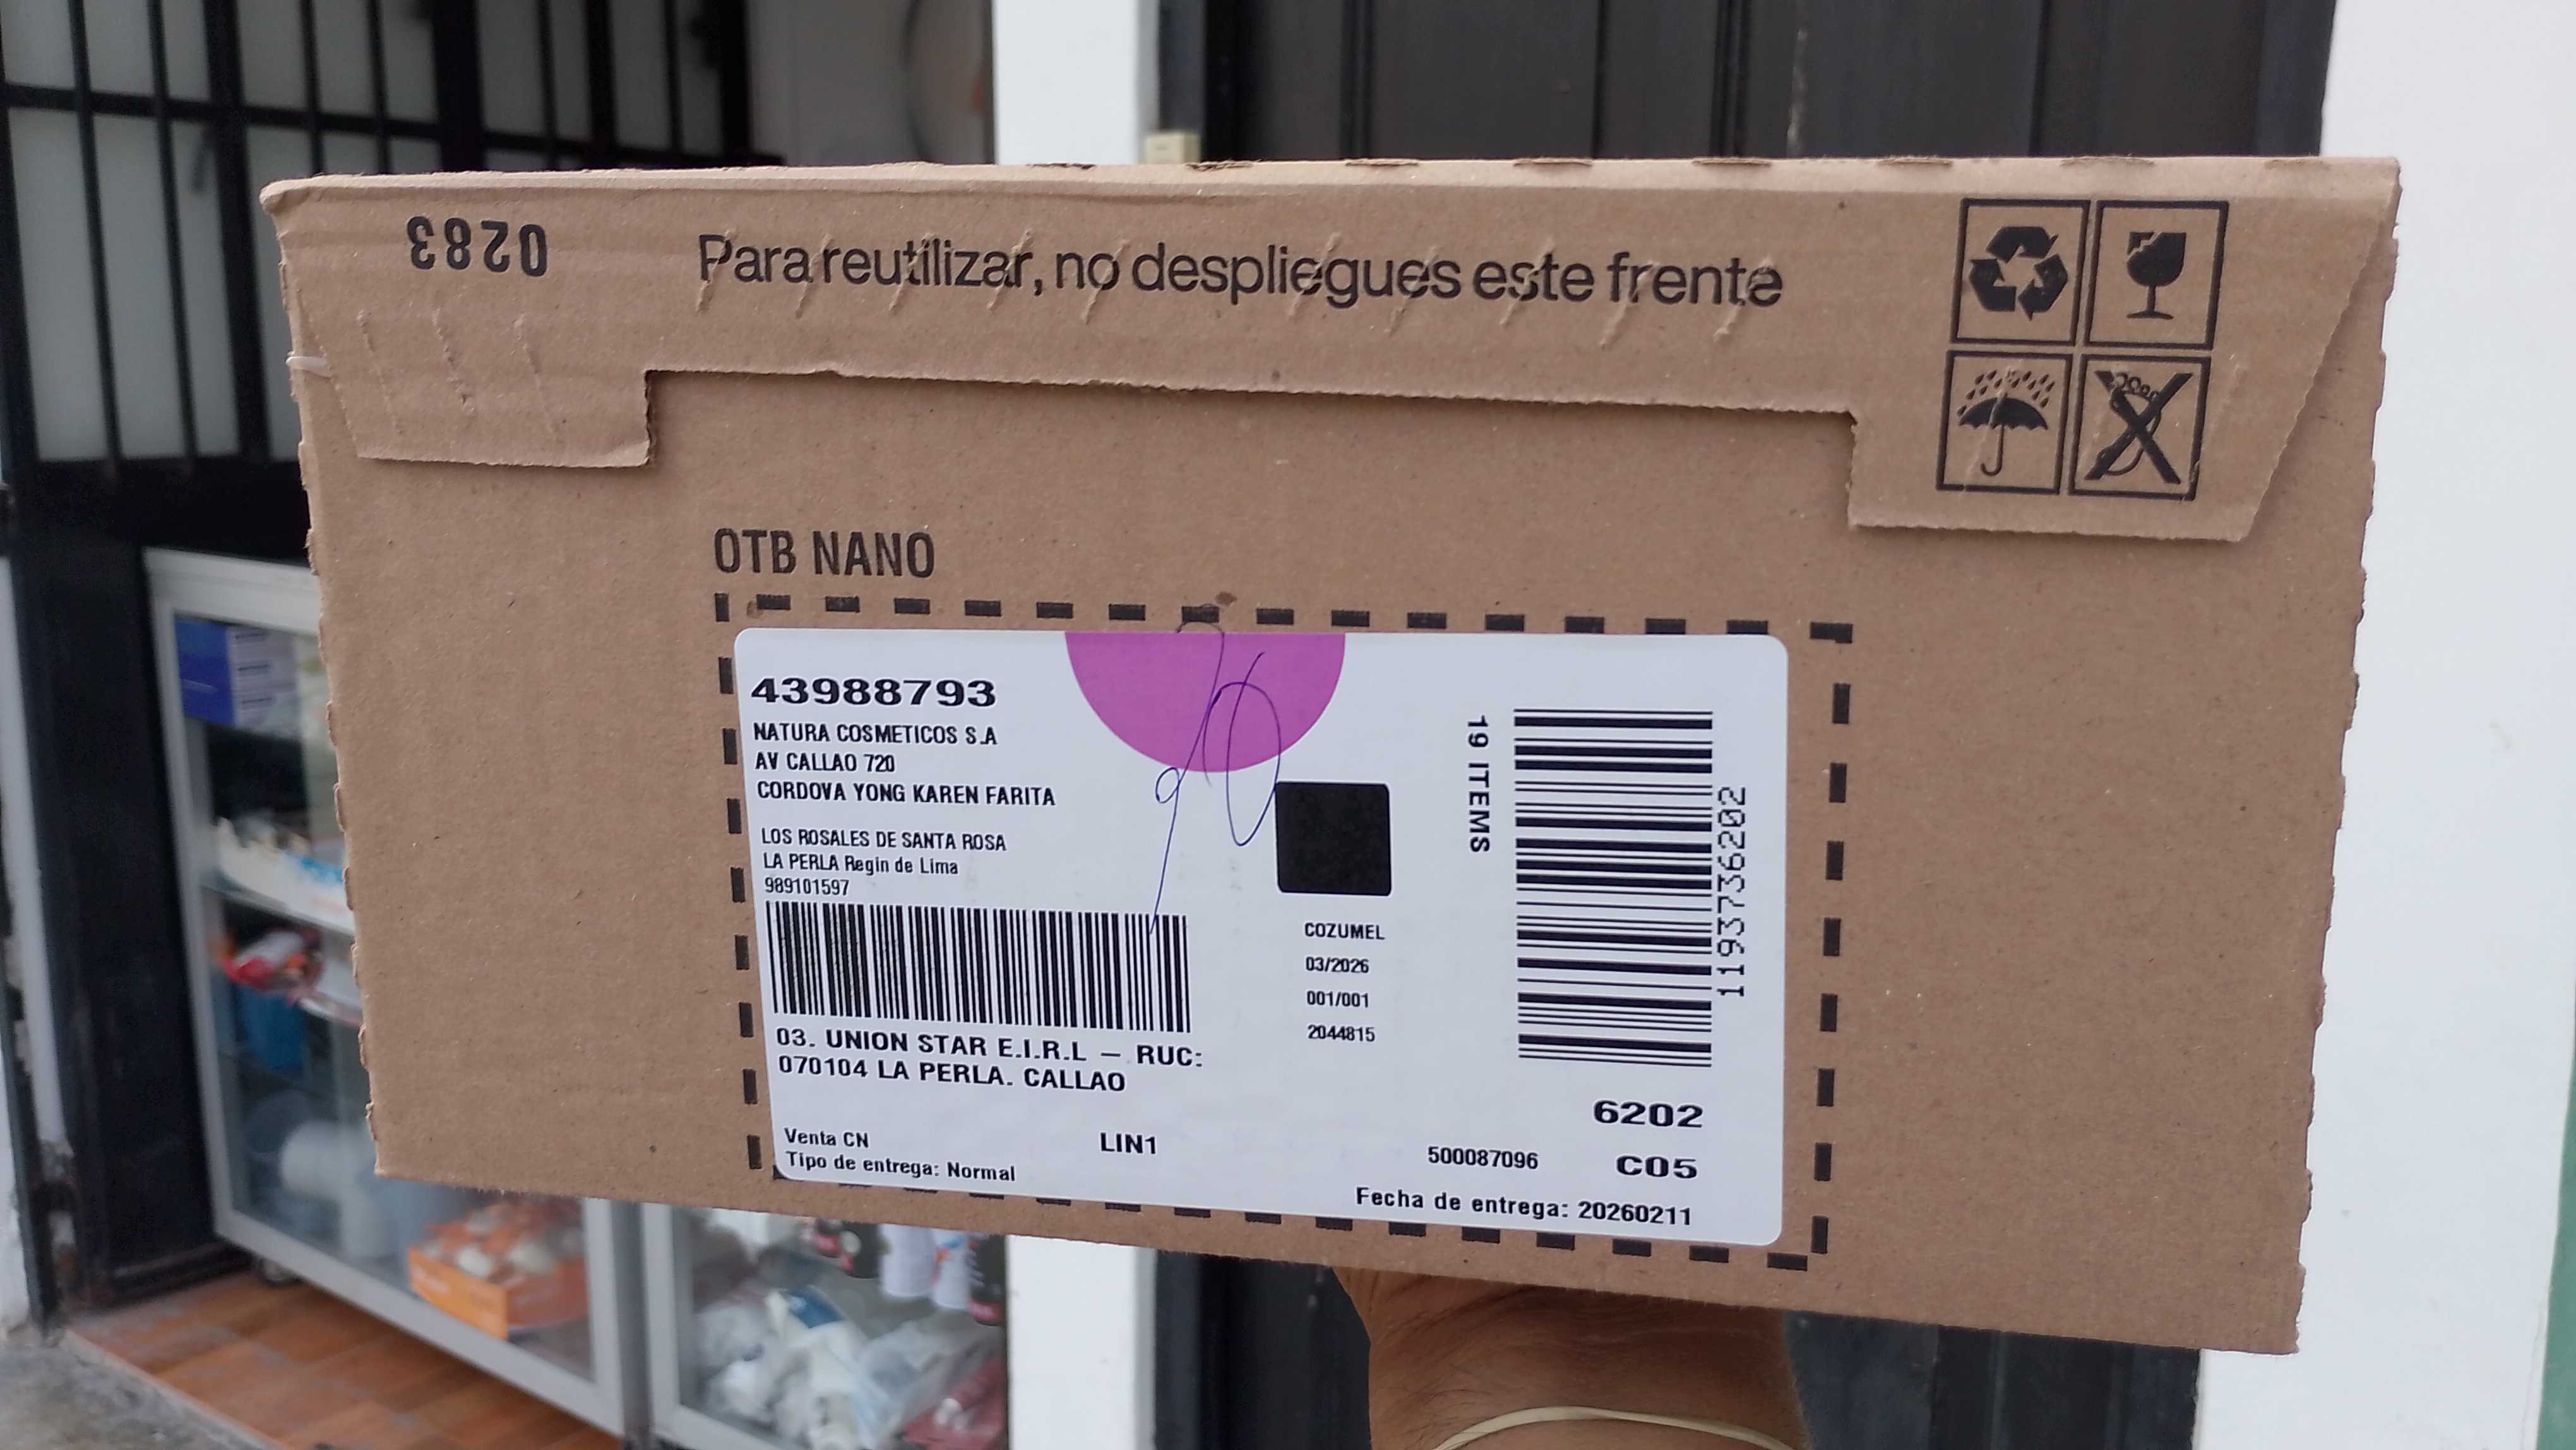 0283
Para reutilizar, no despliegues este frente
OTB NANO
43988793
NATURA COSMETICOS S.A
AV CALLAO 720
CORDOVA YONG KAREN FARITA
LOS ROSALES DE SANTA ROSA
LA PERLA Regin de Lima
989101597
03. UNION STAR E.I.R.L – RUC:
070104 LA PERLA. CALLAO
Venta CN
Tipo de entrega: Normal
LIN1
COZUMEL
03/2026
001/001
2044815
19 ITEMS
11937736202
6202
500087096
C05
Fecha de entrega: 20260211